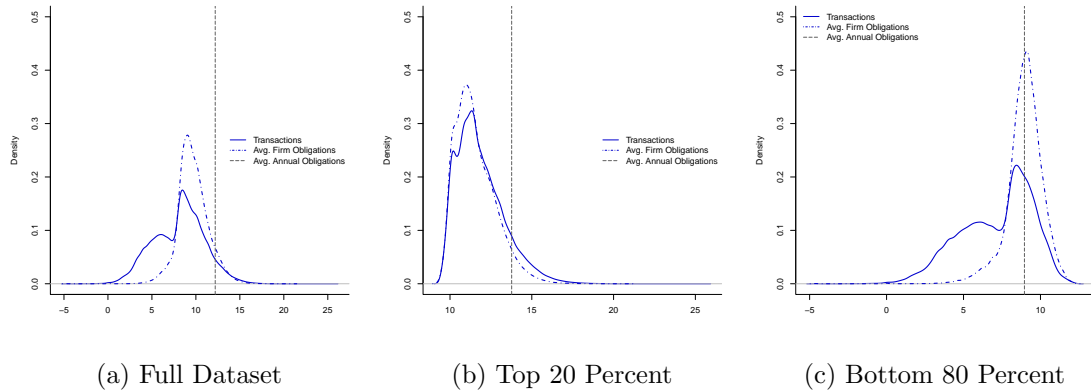 0.5
0.4
0.3
0.2
0.1
0.0
Density
Transactions
Avg. Firm Obligations
Avg. Annual Obligations
−5 0 5 10 15 20 25
(a) Full Dataset
0.5
0.4
0.3
0.2
0.1
0.0
Density
Transactions
Avg. Firm Obligations
Avg. Annual Obligations
10 15 20 25
(b) Top 20 Percent
0.5
0.4
0.3
0.2
0.1
0.0
Density
Transactions
Avg. Firm Obligations
Avg. Annual Obligations
−5 0 5 10
(c) Bottom 80 Percent